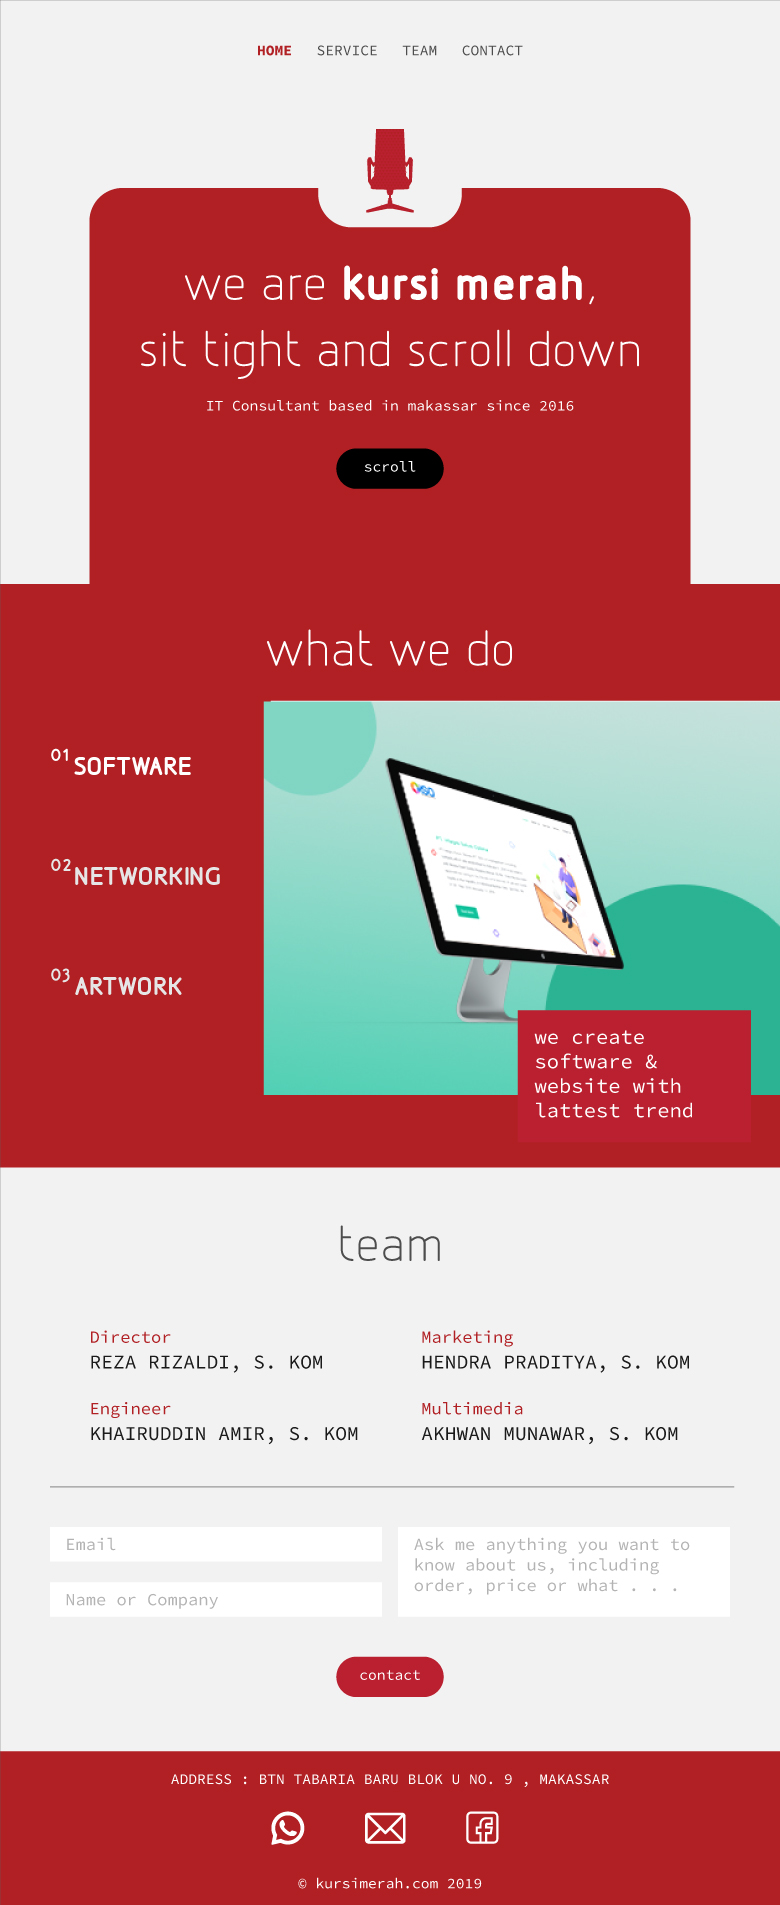 HOME SERVICE TEAM CONTACT
we are kursi merah,
sit tight and scroll down
IT Consultant based in makassar since 2016
scroll
what we do
01 SOFTWARE
02 NETWORKING
03 ARTWORK
we create
software &
website with
lattest trend
team
Director
REZA RIZALDI, S. KOM
Marketing
HENDRA PRADITYA, S. KOM
Engineer
KHAIRUDDIN AMIR, S. KOM
Multimedia
AKHWAN MUNAWAR, S. KOM
Email
Name or Company
Ask me anything you want to
know about us, including
order, price or what . . .
contact
ADDRESS : BTN TABARIA BARU BLOK U NO. 9 , MAKASSAR
© kursimerah.com 2019